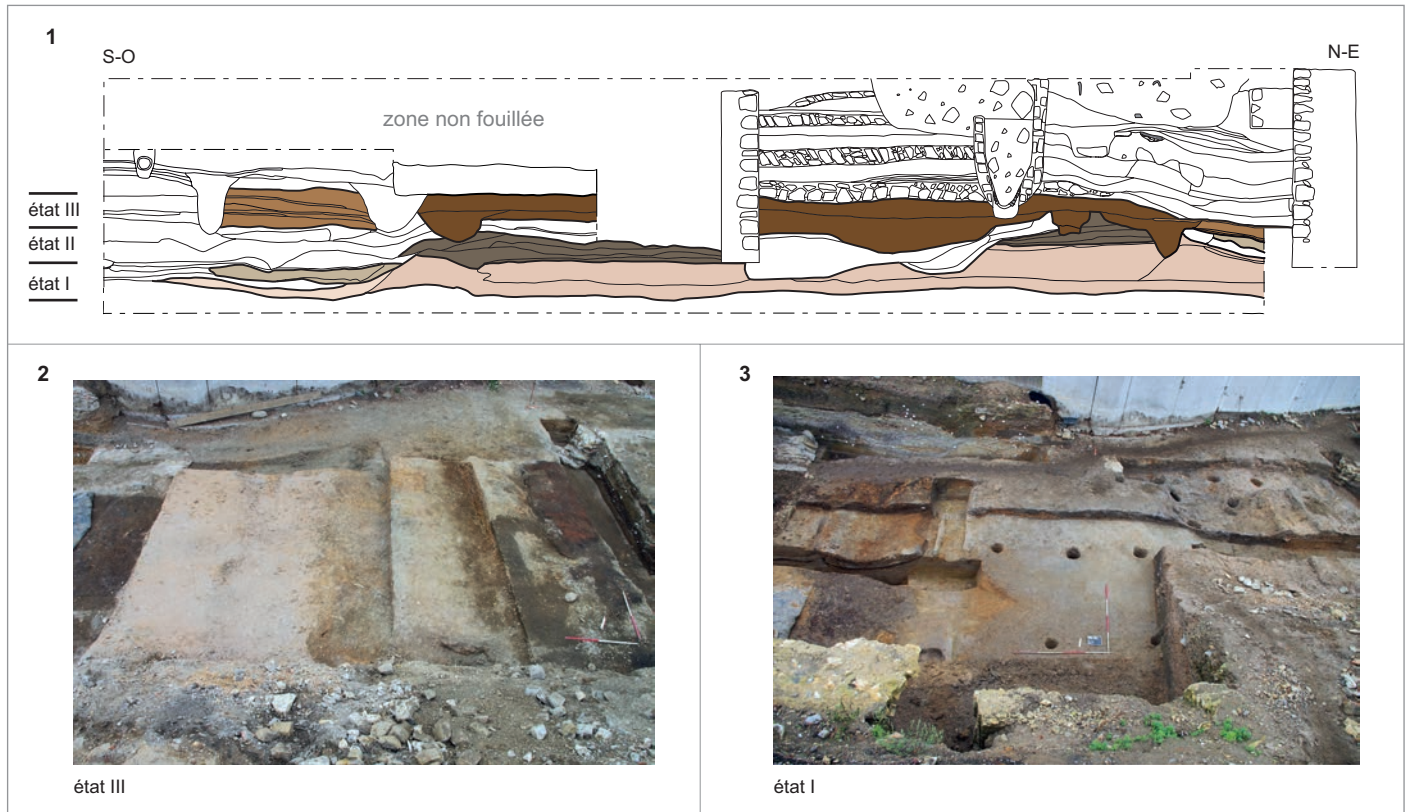 1
S-O
N-E
zone non fouillée
état III
état II
état I
2
3
état III
état I